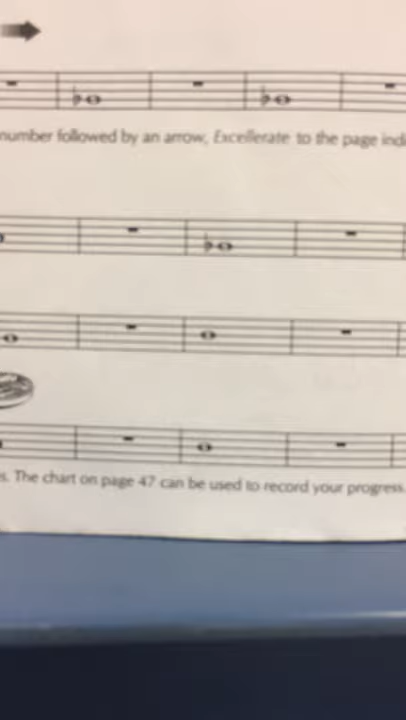 number followed by an arrow, Excellerate to the page indi
s. The chart on page 47 can be used to record your progress.